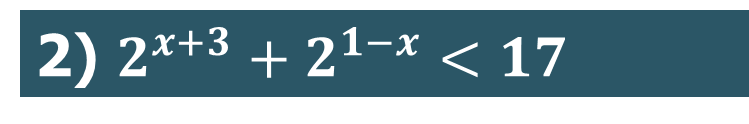 2) 2^{x+3} + 2^{1-x} < 17